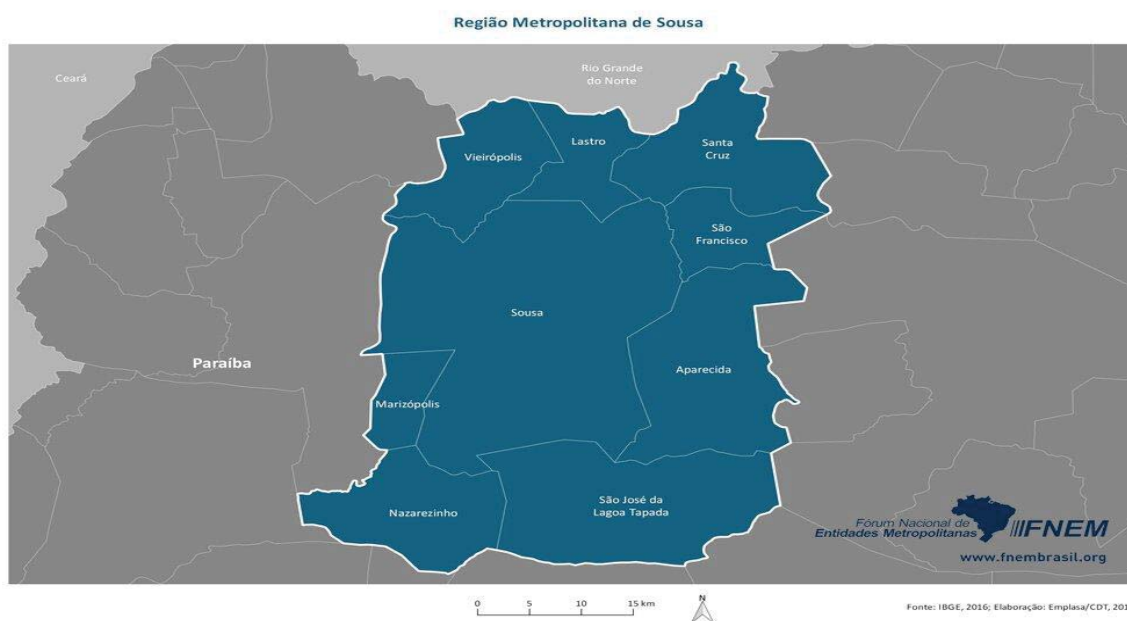 Região Metropolitana de Sousa
Ceará
Rio Grande
do Norte
Lastro
Santa
Cruz
Vieirópolis
São
Francisco
Sousa
Paraíba
Aparecida
Marizópolis
São José da
Lagoa Tapada
Nazarezinho
Fórum Nacional de
Entidades Metropolitanas
FNEM
www.fnembrasil.org
0 5 10 15 km
N
Fonte: IBGE, 2016; Elaboração: Emplasa/CDT, 201